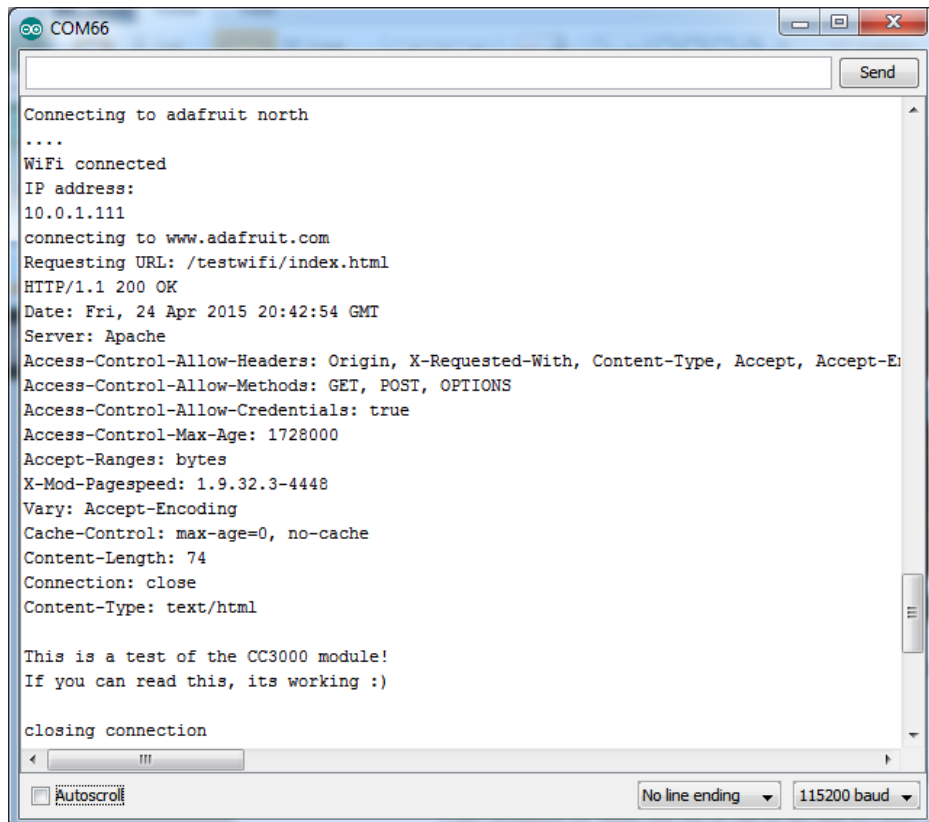 COM66
Send
Connecting to adafruit north
....
WiFi connected
IP address:
10.0.1.111
connecting to www.adafruit.com
Requesting URL: /testwifi/index.html
HTTP/1.1 200 OK
Date: Fri, 24 Apr 2015 20:42:54 GMT
Server: Apache
Access-Control-Allow-Headers: Origin, X-Requested-With, Content-Type, Accept,
Access-Control-Allow-Methods: GET, POST, OPTIONS
Access-Control-Allow-Credentials: true
Access-Control-Max-Age: 1728000
Accept-Ranges: bytes
X-Mod-Pagespeed: 1.9.32.3-4448
Vary: Accept-Encoding
Cache-Control: max-age=0, no-cache
Content-Length: 74
Connection: close
Content-Type: text/html
This is a test of the CC3000 module!
If you can read this, its working :)
closing connection
Autoscroll
No line ending
115200 baud